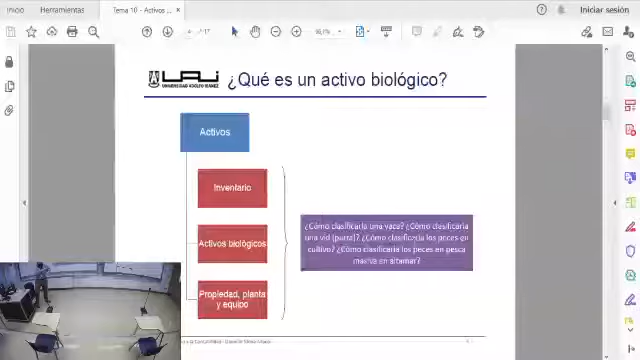 Inicio
Herramientas
Tema 10 - Activos ...
×
Iniciar sesión
UNIVERSIDAD ADOLFO IBÁÑEZ
¿Qué es un activo biológico?
Activos
Inventario
Activos biológicos
Propiedad, planta
y equipo
¿Cómo clasificaría una vaca? ¿Cómo clasificaría
una vid (parra)? ¿Cómo clasificaría los peces en
cultivo? ¿Cómo clasificaría los peces en pesca
masiva en altamar?